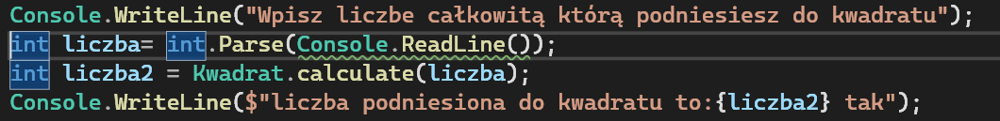 Console.WriteLine("Wpisz liczbe całkowitą którą podniesiesz do kwadratu");
int liczba= int.Parse(Console.ReadLine());
int liczba2 = Kwadrat.calculate(liczba);
Console.WriteLine($"liczba podniesiona do kwadratu to:{liczba2} tak");